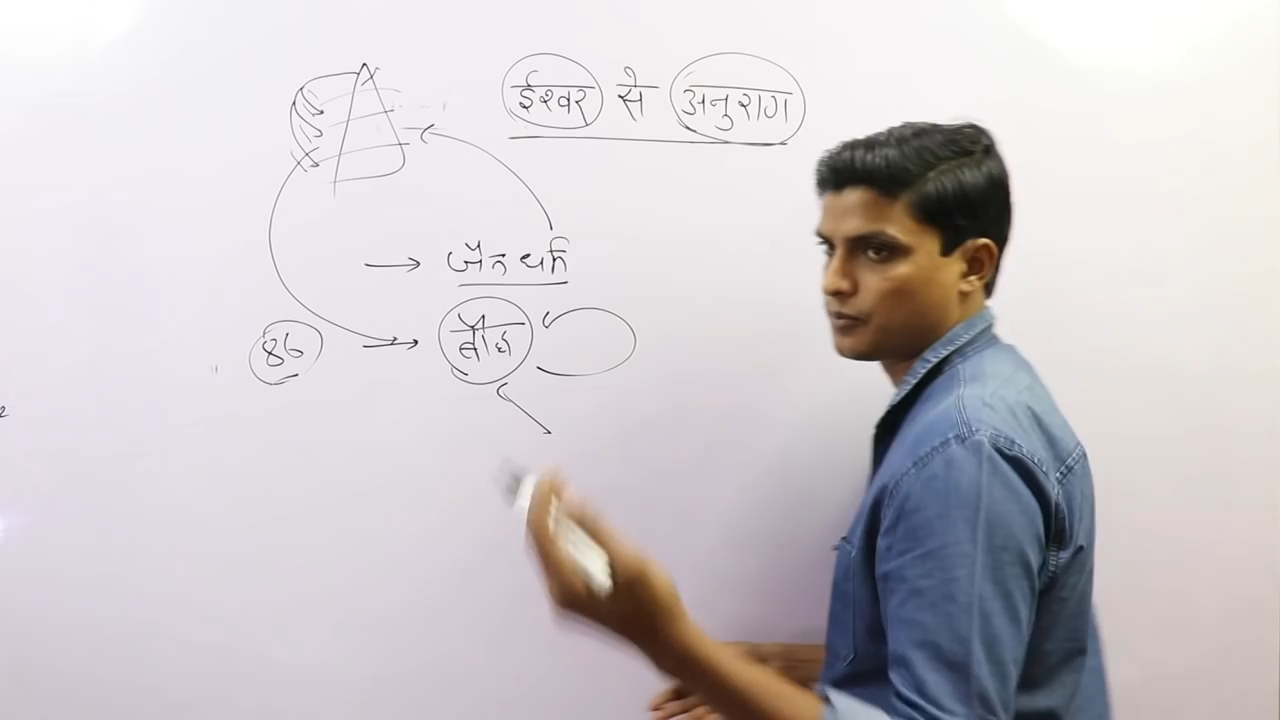 ईश्वर से अनुराग
जैन धर्म
बौध